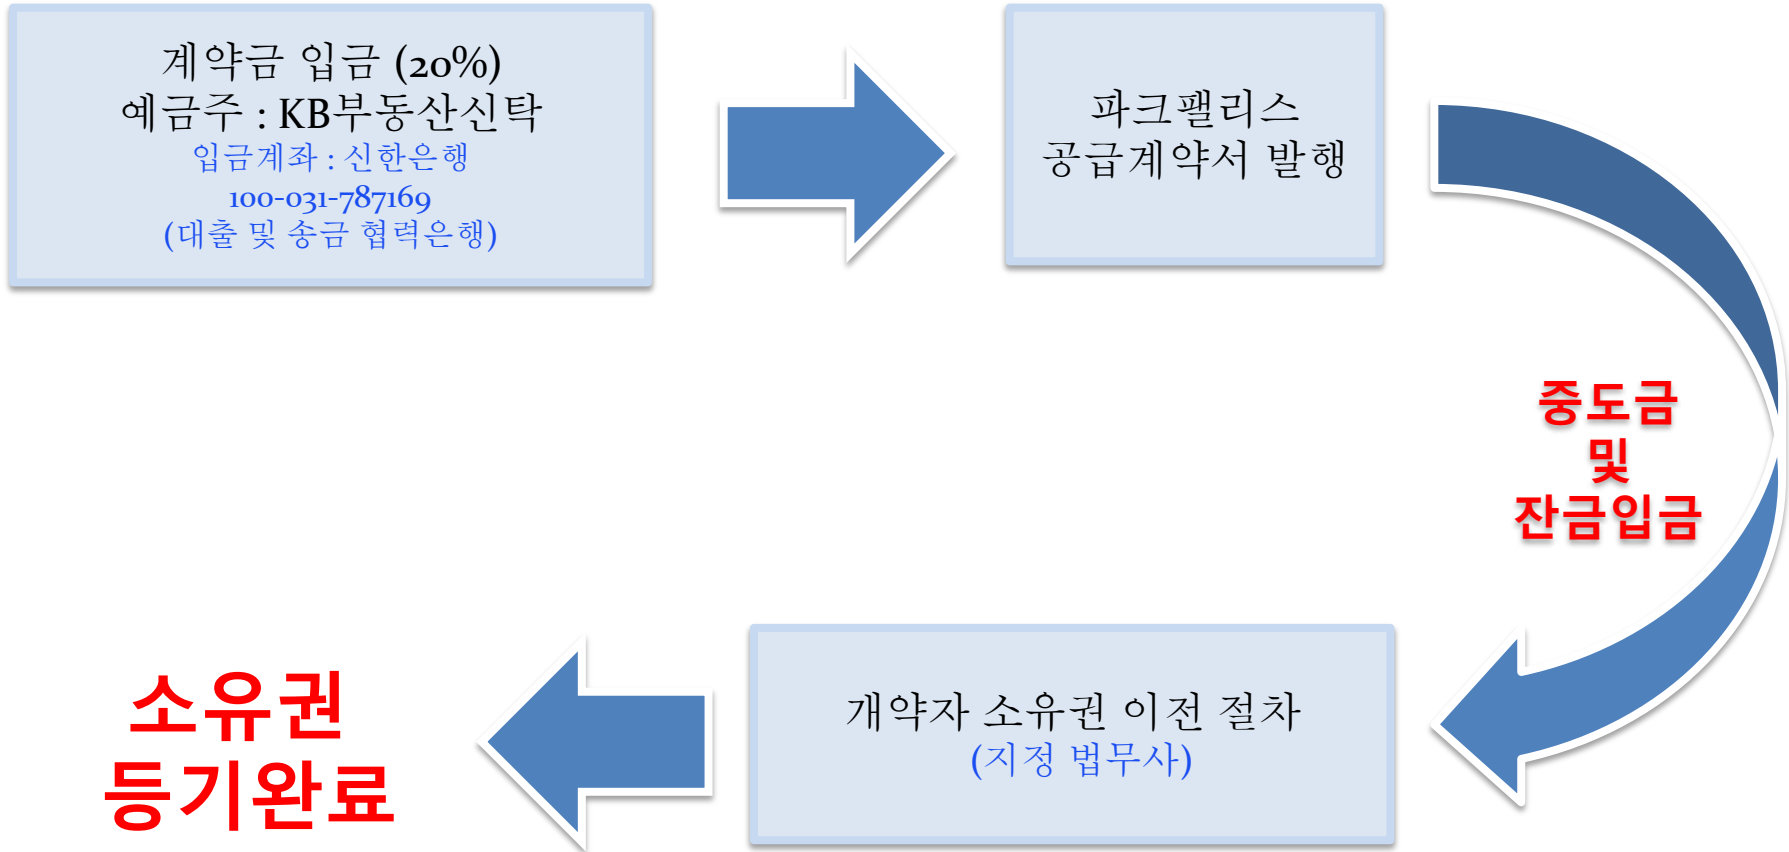 계약금 입금 (20%)
예금주 : KB부동산신탁
입금계좌 : 신한은행
100-031-787169
(대출 및 송금 협력은행)
파크팰리스
공급계약서 발행
중도금
및
잔금입금
개약자 소유권 이전 절차
(지정 법무사)
소유권
등기완료